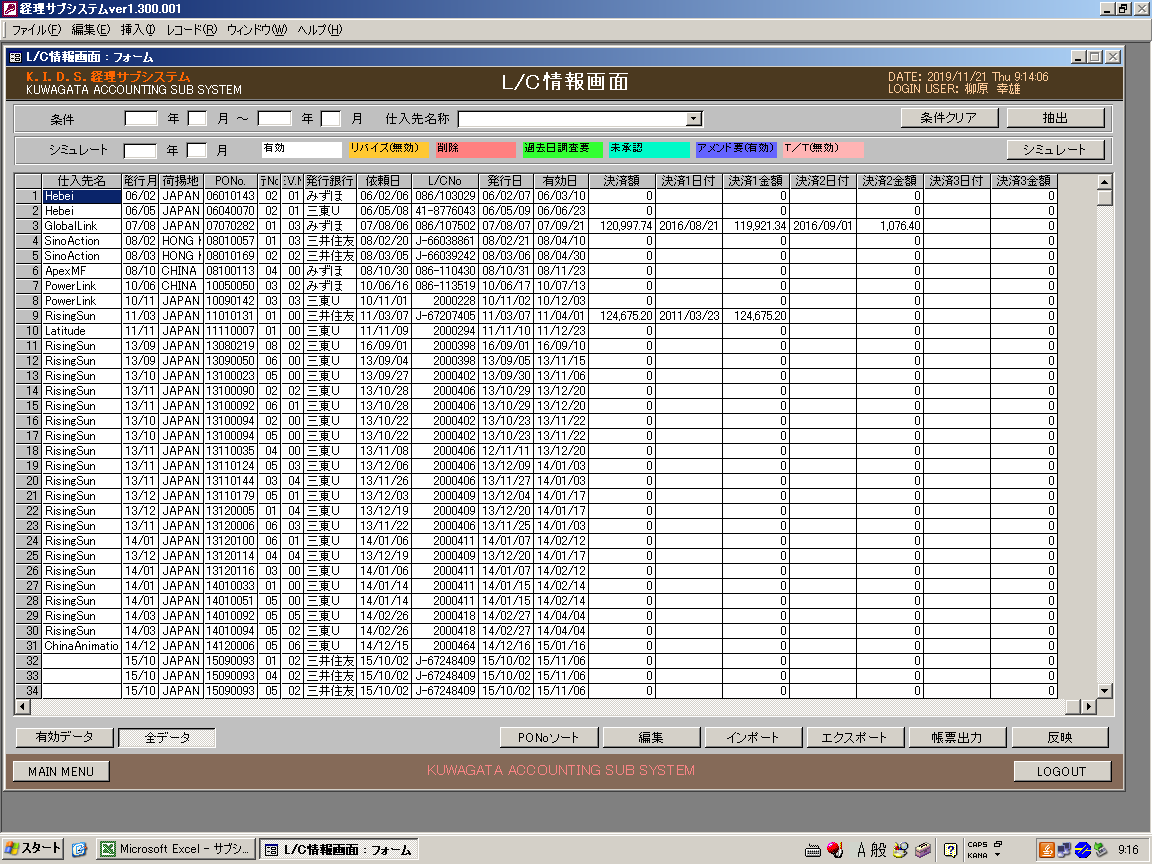 経理サブシステムver1.300.001
ファイル(F) 編集(E) 挿入(I) レコード(R) ウィンドウ(W) ヘルプ(H)
L/C情報画面：フォーム
K.I.D.S.経理サブシステム
KUWAGATA ACCOUNTING SUB SYSTEM
L/C情報画面
DATE: 2019/11/21 Thu 9:14:06
LOGIN USER: 柳原 幸雄
条件 年 月 ～ 年 月 仕入先名称 条件クリア 抽出
シミュレート 年 月 有効 リバイズ(無効) 削除 過去日調査要 未承認 アメンド要(有効) T/T(無効) シミュレート
仕入先名 発行月 荷揚地 PONo. 発行銀行 依頼日 L/CNo 発行日 有効日 決済額 決済1日付 決済1金額 決済2日付 決済2金額 決済3日付 決済3金額
1 Hebei 06/02 JAPAN 06010143 02 01 みずほ 06/02/06 086/103029 06/02/07 06/03/10 0 0 0 0
2 Hebei 06/05 JAPAN 06040070 02 01 三東U 06/05/08 41-8776043 06/05/09 06/06/23 0 0 0 0
3 GlobalLink 07/08 JAPAN 07070282 01 03 みずほ 07/08/06 086/107502 07/08/07 07/09/21 120,997.74 2016/08/21 119,921.34 2016/09/01 1,076.40 0
4 SinoAction 08/02 HONG 08010057 01 03 三井住友 08/02/20 J-66038861 08/02/21 08/04/10 0 0 0 0
5 SinoAction 08/03 HONG 08010169 02 02 三井住友 08/03/05 J-66039242 08/03/06 08/04/30 0 0 0 0
6 ApexMF 08/10 CHINA 08100113 04 00 みずほ 08/10/30 086-110430 08/10/31 08/11/23 0 0 0 0
7 PowerLink 10/06 CHINA 10050050 03 02 みずほ 10/06/16 086-113519 10/06/17 10/07/13 0 0 0 0
8 PowerLink 10/11 JAPAN 10090142 03 03 三東U 10/11/01 2000228 10/11/02 10/12/03 0 0 0 0
9 RisingSun 11/03 JAPAN 11010131 01 00 三井住友 11/03/07 J-67207405 11/03/07 11/04/01 124,675.20 2011/03/23 124,675.20 0 0
10 Latitude 11/11 JAPAN 11110007 01 00 三東U 11/11/09 2000294 11/11/10 11/12/23 0 0 0 0
11 RisingSun 13/09 JAPAN 13080219 08 02 三東U 16/09/01 2000398 16/09/01 16/09/10 0 0 0 0
12 RisingSun 13/09 JAPAN 13090050 06 00 三東U 13/09/04 2000398 13/09/05 13/11/15 0 0 0 0
13 RisingSun 13/10 JAPAN 13100023 05 00 三東U 13/09/27 2000402 13/09/30 13/11/06 0 0 0 0
14 RisingSun 13/11 JAPAN 13100090 02 02 三東U 13/10/28 2000406 13/10/29 13/12/20 0 0 0 0
15 RisingSun 13/11 JAPAN 13100092 06 01 三東U 13/10/28 2000406 13/10/29 13/12/20 0 0 0 0
16 RisingSun 13/10 JAPAN 13100094 02 00 三東U 13/10/22 2000402 13/10/23 13/11/22 0 0 0 0
17 RisingSun 13/10 JAPAN 13100094 05 00 三東U 13/10/22 2000402 13/10/23 13/11/22 0 0 0 0
18 RisingSun 13/11 JAPAN 13110035 04 00 三東U 13/11/08 2000406 12/11/11 13/12/20 0 0 0 0
19 RisingSun 13/11 JAPAN 13110124 05 03 三東U 13/12/06 2000406 13/12/09 14/01/03 0 0 0 0
20 RisingSun 13/11 JAPAN 13110144 03 04 三東U 13/11/26 2000406 13/11/27 14/01/03 0 0 0 0
21 RisingSun 13/12 JAPAN 13110179 05 01 三東U 13/12/03 2000409 13/12/04 14/01/17 0 0 0 0
22 RisingSun 13/12 JAPAN 13120005 01 04 三東U 13/12/19 2000409 13/12/20 14/01/17 0 0 0 0
23 RisingSun 13/11 JAPAN 13120006 06 03 三東U 13/11/22 2000406 13/11/25 14/01/03 0 0 0 0
24 RisingSun 14/01 JAPAN 13120100 06 01 三東U 14/01/06 2000411 14/01/07 14/02/12 0 0 0 0
25 RisingSun 13/12 JAPAN 13120114 04 04 三東U 13/12/19 2000409 13/12/20 14/01/17 0 0 0 0
26 RisingSun 14/01 JAPAN 13120116 03 00 三東U 14/01/06 2000411 14/01/07 14/02/12 0 0 0 0
27 RisingSun 14/01 JAPAN 14010033 01 00 三東U 14/01/14 2000411 14/01/15 14/02/14 0 0 0 0
28 RisingSun 14/01 JAPAN 14010051 05 00 三東U 14/01/14 2000411 14/01/15 14/02/14 0 0 0 0
29 RisingSun 14/03 JAPAN 14010092 05 05 三東U 14/02/26 2000418 14/02/27 14/04/04 0 0 0 0
30 RisingSun 14/03 JAPAN 14010094 05 02 三東U 14/02/26 2000418 14/02/27 14/04/04 0 0 0 0
31 ChinaAnimatio 14/12 JAPAN 14120006 05 06 三東U 14/12/15 2000464 14/12/16 15/01/16 0 0 0 0
32 15/10 JAPAN 15090093 01 02 三井住友 15/10/02 J-67248409 15/10/02 15/11/06 0 0 0 0
33 15/10 JAPAN 15090093 04 02 三井住友 15/10/02 J-67248409 15/10/02 15/11/06 0 0 0 0
34 15/10 JAPAN 15090093 05 02 三井住友 15/10/02 J-67248409 15/10/02 15/11/06 0 0 0 0
有効データ 全データ PONoソート 編集 インポート エクスポート 帳票出力 反映
MAIN MENU KUWAGATA ACCOUNTING SUB SYSTEM LOGOUT
スタート Microsoft Excel - サブシ... L/C情報画面：フォーム A 般 CAPS KANA 9:16